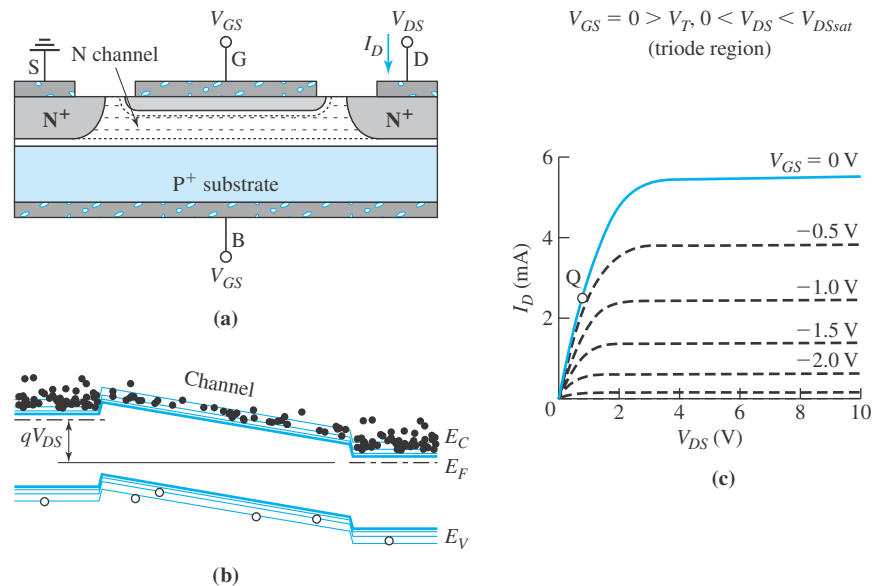 V_GS
V_DS
I_D
N channel
S
G
D
N⁺
N⁺
P⁺ substrate
B
V_GS
(a)
Channel
qV_DS
E_C
E_F
E_V
(b)
V_GS = 0 > V_T, 0 < V_DS < V_DSsat
(triode region)
6
V_GS = 0 V
−0.5 V
4
I_D (mA)
Q
−1.0 V
2
−1.5 V
−2.0 V
0
2
4
6
8
10
V_DS (V)
(c)